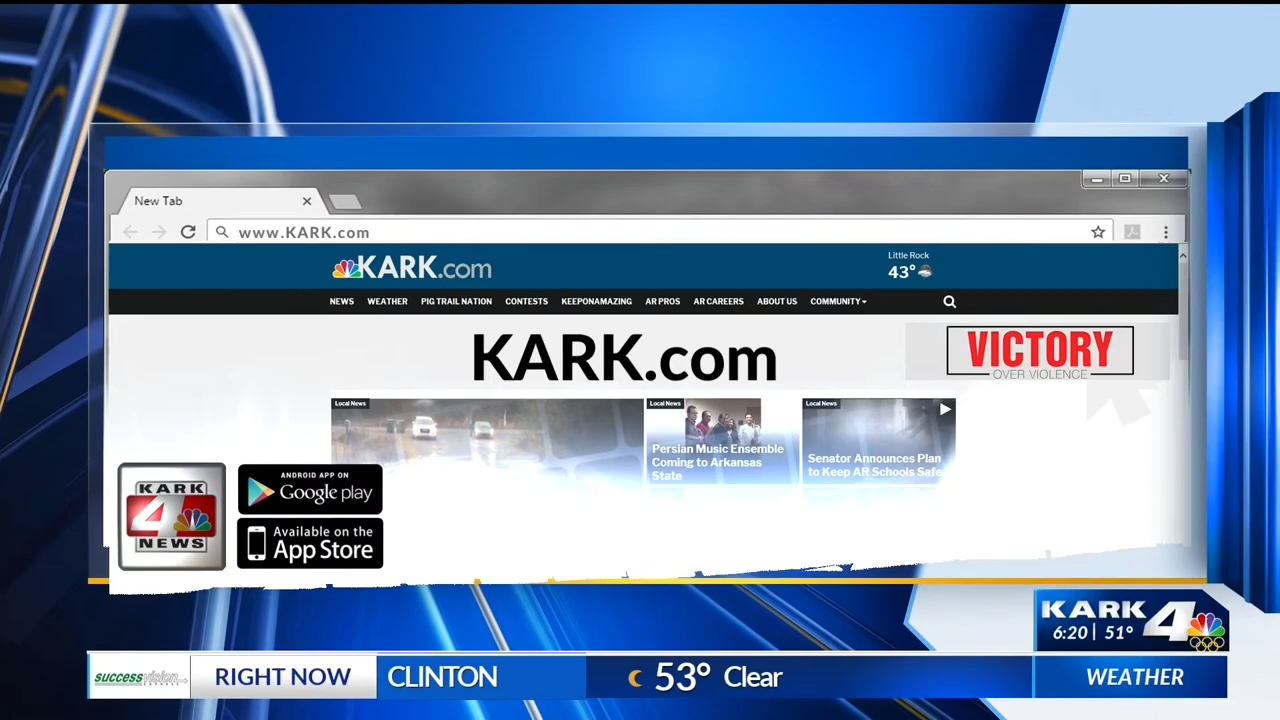 New Tab
www.KARK.com
KARK.com
Little Rock
43°
NEWS WEATHER PIG TRAIL NATION CONTESTS KEEPONAMAZING AR PROS AR CAREERS ABOUT US COMMUNITY
KARK.com
VICTORY
OVER VIOLENCE
Local News
Local News
Local News
Persian Music Ensemble
Coming to Arkansas
State
Senator Announces Plan
to Keep AR Schools Safe
KARK
4
NEWS
ANDROID APP ON
Google play
Available on the
App Store
KARK 4
6:20 | 51°
successvision
EXPRESS
RIGHT NOW
CLINTON
53° Clear
WEATHER